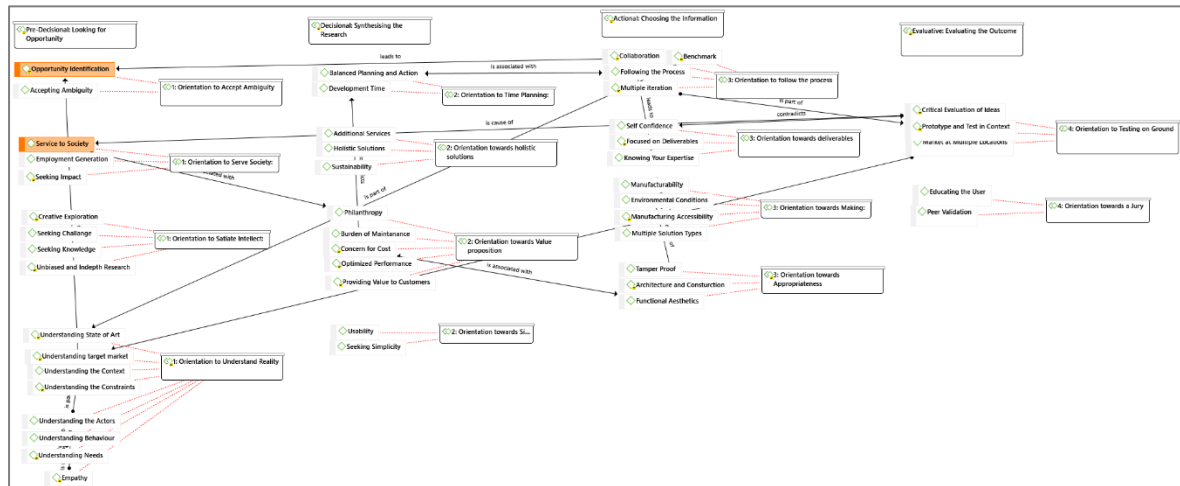 Pre-Decisional: Looking for
Opportunity
Decisional: Synthesising the
Research
Actional: Choosing the Information
Evaluative: Evaluating the Outcome
Opportunity Identification
Accepting Ambiguity
1: Orientation to Accept Ambiguity
leads to
Balanced Planning and Action
Development Time
2: Orientation to Time Planning:
is associated with
Collaboration
Benchmark
Following the Process
Multiple iteration
3: Orientation to follow the process
leads to
is part of
contradicts
Service to Society
Employment Generation
Seeking Impact
1: Orientation to Serve Society:
is cause of
Additional Services
Holistic Solutions
Sustainability
2: Orientation towards holistic
solutions
Self Confidence
Focused on Deliverables
Knowing Your Expertise
3: Orientation towards deliverables
Critical Evaluation of Ideas
Prototype and Test in Context
Market at Multiple Locations
4: Orientation to Testing on Ground
is part of
Creative Exploration
Seeking Challange
Seeking Knowledge
Unbiased and Indepth Research
1: Orientation to Satiate Intellect:
Philanthropy
Burden of Maintanance
Concern for Cost
Optimized Performance
Providing Value to Customers
2: Orientation towards Value
proposition
is associated with
Manufacturability
Environmental Conditions
Manufacturing Accessibility
Multiple Solution Types
3: Orientation towards Making:
Educating the User
Peer Validation
4: Orientation towards a Jury
Tamper Proof
Architecture and Consturction
Functional Aesthetics
3: Orientation towards
Appropriateness
Understanding State of Art
Understanding target market
Understanding the Context
Understanding the Constraints
1: Orientation to Understand Reality
Usability
Seeking Simplicity
2: Orientation towards Si...
Understanding the Actors
Understanding Behaviour
Understanding Needs
Empathy